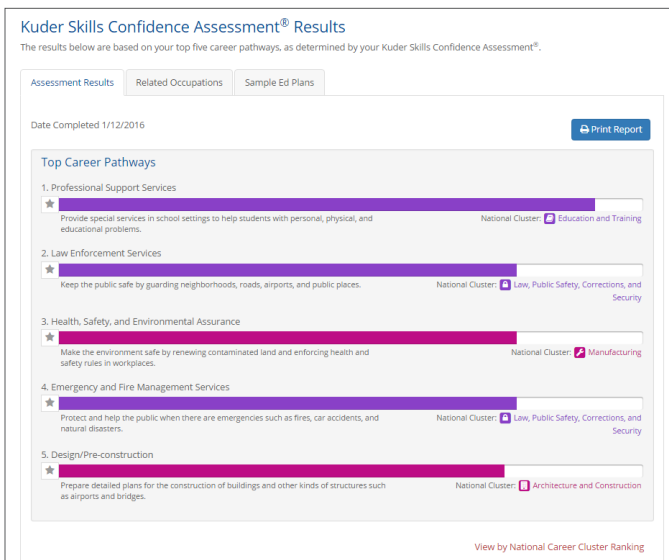 Kuder Skills Confidence Assessment® Results
The results below are based on your top five career pathways, as determined by your Kuder Skills Confidence Assessment®.
Assessment Results Related Occupations Sample Ed Plans
Date Completed 1/12/2016
Print Report
Top Career Pathways
1. Professional Support Services
Provide special services in school settings to help students with personal, physical, and
educational problems.
National Cluster: Education and Training
2. Law Enforcement Services
Keep the public safe by guarding neighborhoods, roads, airports, and public places.
National Cluster: Law, Public Safety, Corrections, and
Security
3. Health, Safety, and Environmental Assurance
Make the environment safe by renewing contaminated land and enforcing health and
safety rules in workplaces.
National Cluster: Manufacturing
4. Emergency and Fire Management Services
Protect and help the public when there are emergencies such as fires, car accidents, and
natural disasters.
National Cluster: Law, Public Safety, Corrections, and
Security
5. Design/Pre-construction
Prepare detailed plans for the construction of buildings and other kinds of structures such
as airports and bridges.
National Cluster: Architecture and Construction
View by National Career Cluster Ranking